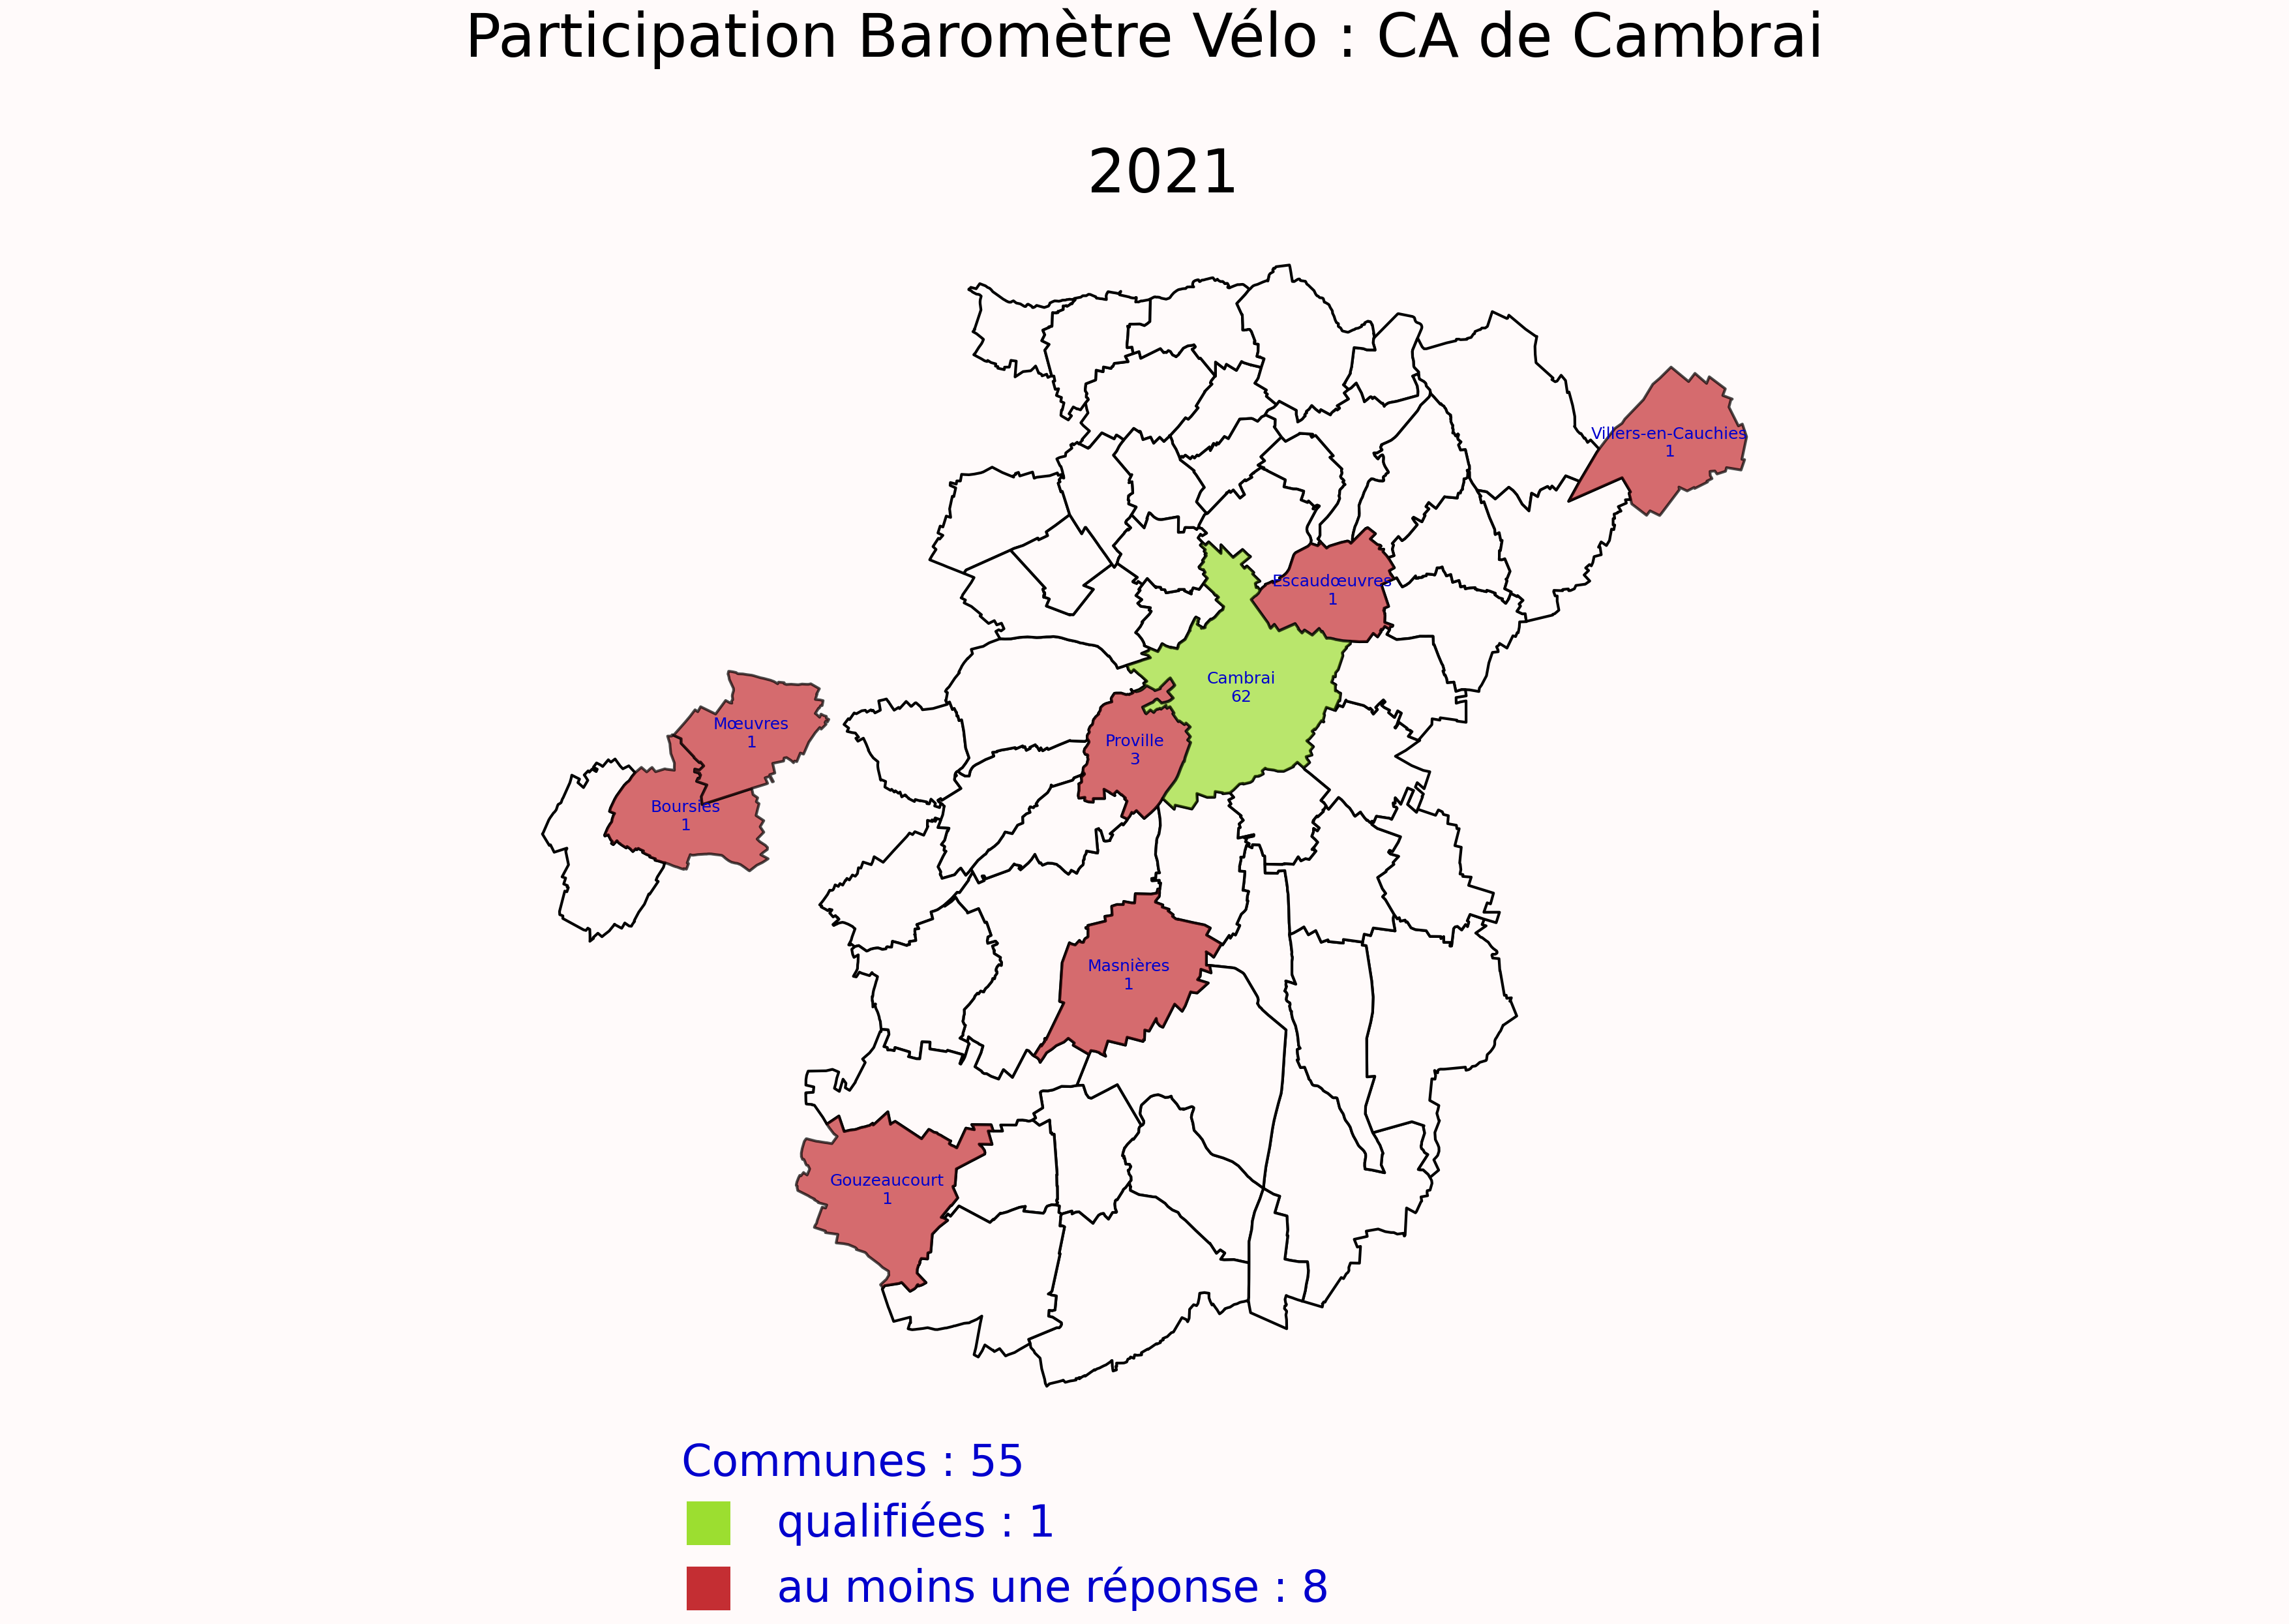 Participation Baromètre Vélo : CA de Cambrai
2021
Villers-en-Cauchies
1
Escaudœuvres
1
Cambrai
62
Mœuvres
1
Proville
3
Boursies
1
Masnières
1
Gouzeaucourt
1
Communes : 55
qualifiées : 1
au moins une réponse : 8